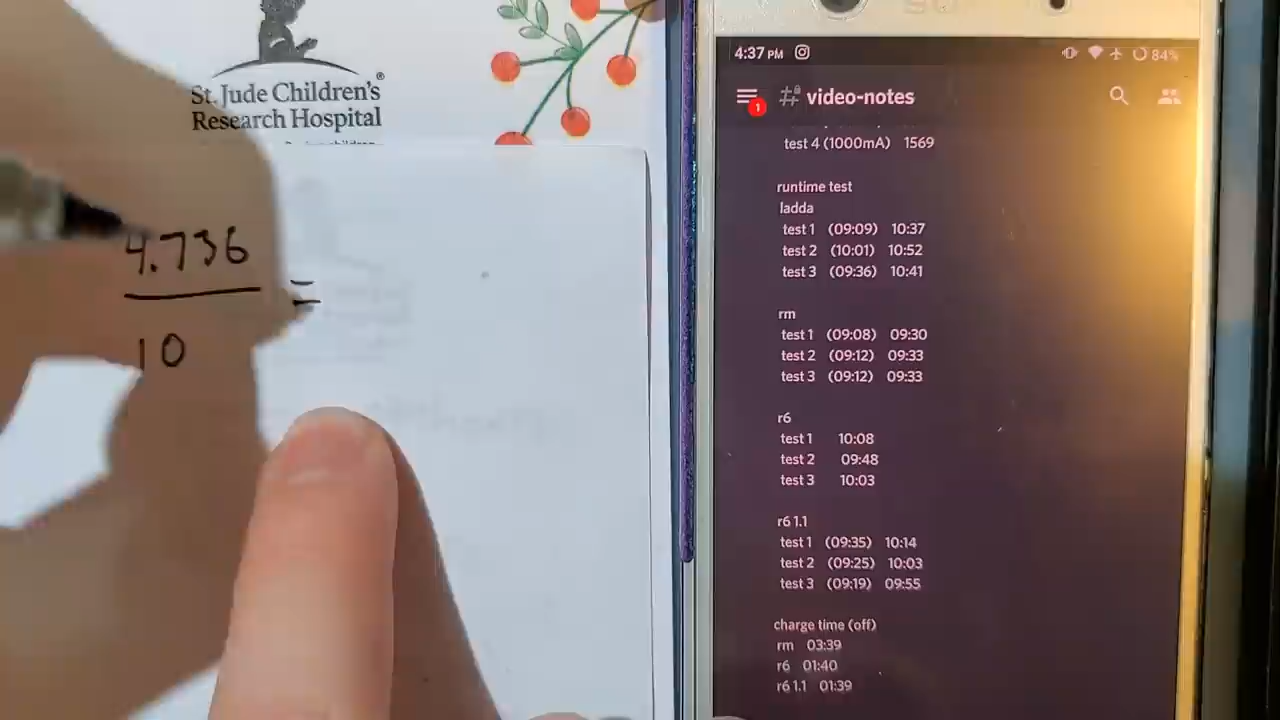 St. Jude Children's®
Research Hospital
4.736
10
=
4:37 PM
84%
1
# video-notes
test 4 (1000mA) 1569
runtime test
ladda
test 1 (09:09) 10:37
test 2 (10:01) 10:52
test 3 (09:36) 10:41
rm
test 1 (09:08) 09:30
test 2 (09:12) 09:33
test 3 (09:12) 09:33
r6
test 1 10:08
test 2 09:48
test 3 10:03
r6 1.1
test 1 (09:35) 10:14
test 2 (09:25) 10:03
test 3 (09:19) 09:55
charge time (off)
rm 03:39
r6 01:40
r6 1.1 01:39